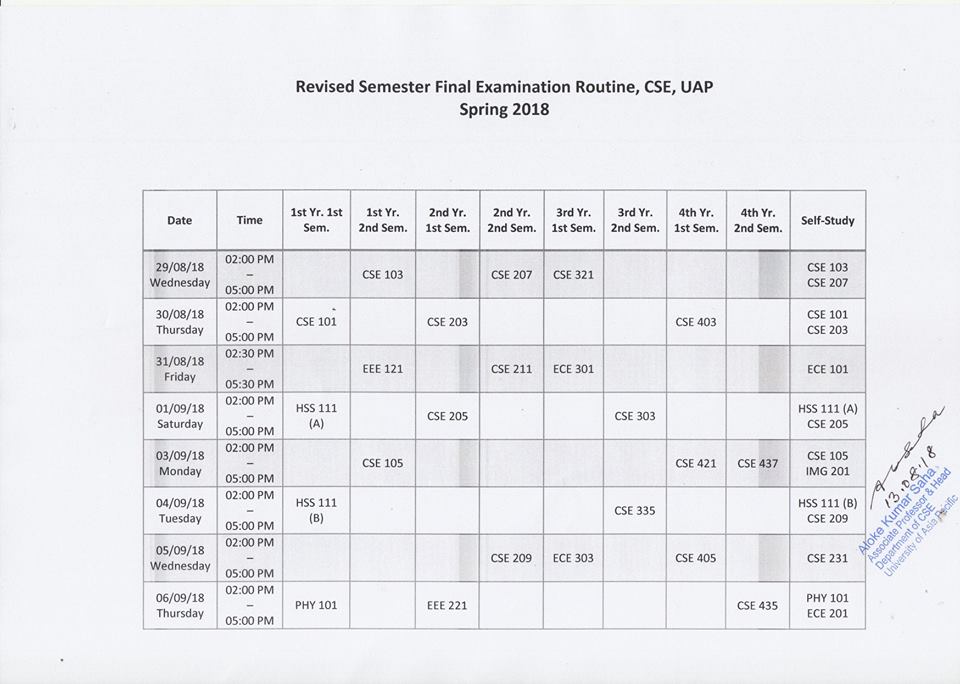 Revised Semester Final Examination Routine, CSE, UAP
Spring 2018
Date Time 1st Yr. 1st Sem. 1st Yr. 2nd Sem. 2nd Yr. 1st Sem. 2nd Yr. 2nd Sem. 3rd Yr. 1st Sem. 3rd Yr. 2nd Sem. 4th Yr. 1st Sem. 4th Yr. 2nd Sem. Self-Study
29/08/18 Wednesday 02:00 PM – 05:00 PM CSE 103 CSE 207 CSE 321 CSE 103 CSE 207
30/08/18 Thursday 02:00 PM – 05:00 PM CSE 101 CSE 203 CSE 403 CSE 101 CSE 203
31/08/18 Friday 02:30 PM – 05:30 PM EEE 121 CSE 211 ECE 301 ECE 101
01/09/18 Saturday 02:00 PM – 05:00 PM HSS 111 (A) CSE 205 CSE 303 HSS 111 (A) CSE 205
03/09/18 Monday 02:00 PM – 05:00 PM CSE 105 CSE 421 CSE 437 CSE 105 IMG 201
04/09/18 Tuesday 02:00 PM – 05:00 PM HSS 111 (B) CSE 335 HSS 111 (B) CSE 209
05/09/18 Wednesday 02:00 PM – 05:00 PM CSE 209 ECE 303 CSE 405 CSE 231
06/09/18 Thursday 02:00 PM – 05:00 PM PHY 101 EEE 221 CSE 435 PHY 101 ECE 201
13.08.18
Aloke Kumar Saha
Associate Professor & Head
Department of CSE
University of Asia Pacific